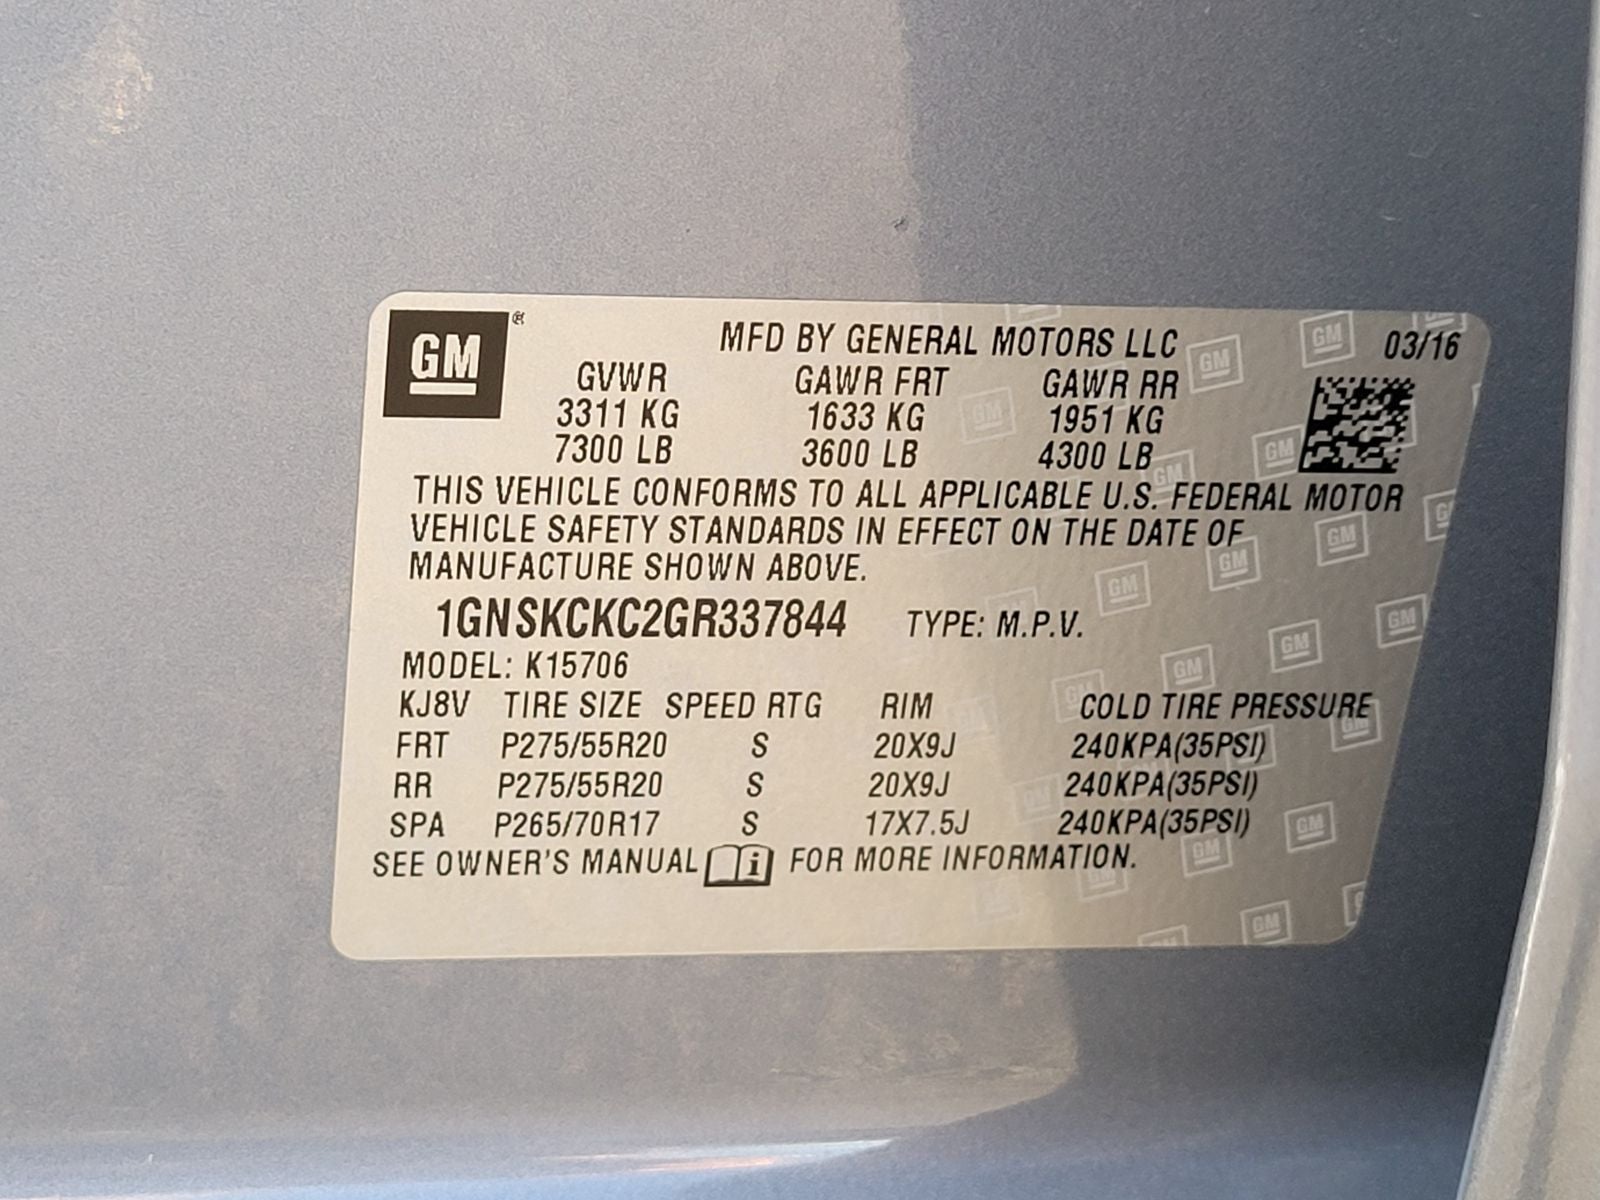 GM ®
MFD BY GENERAL MOTORS LLC 03/16
GVWR GAWR FRT GAWR RR
3311 KG 1633 KG 1951 KG
7300 LB 3600 LB 4300 LB
THIS VEHICLE CONFORMS TO ALL APPLICABLE U.S. FEDERAL MOTOR
VEHICLE SAFETY STANDARDS IN EFFECT ON THE DATE OF
MANUFACTURE SHOWN ABOVE.
1GNSKCKC2GR337844 TYPE: M.P.V.
MODEL: K15706
KJ8V TIRE SIZE SPEED RTG RIM COLD TIRE PRESSURE
FRT P275/55R20 S 20X9J 240KPA(35PSI)
RR P275/55R20 S 20X9J 240KPA(35PSI)
SPA P265/70R17 S 17X7.5J 240KPA(35PSI)
SEE OWNER'S MANUAL i FOR MORE INFORMATION.